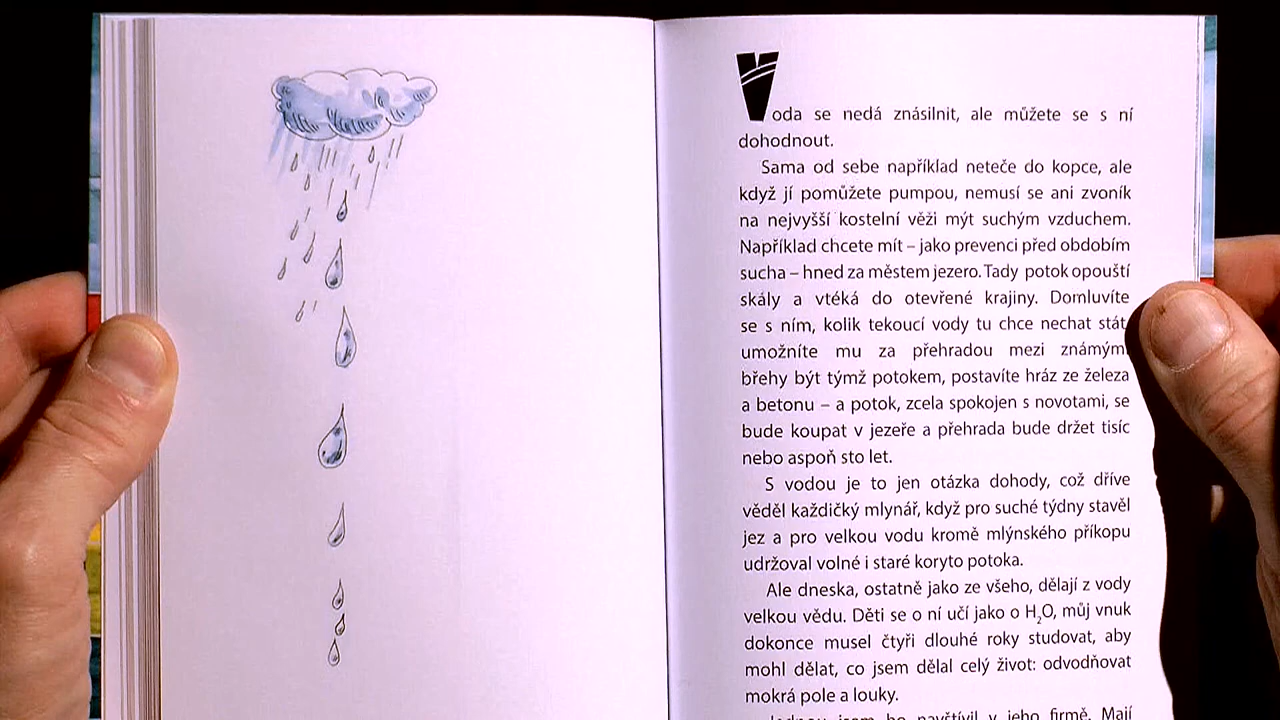 Voda se nedá znásilnit, ale můžete se s ní
dohodnout.
Sama od sebe například neteče do kopce, ale
když jí pomůžete pumpou, nemusí se ani zvoník
na nejvyšší kostelní věži mýt suchým vzduchem.
Například chcete mít – jako prevenci před obdobím
sucha – hned za městem jezero. Tady potok opouští
skály a vtéká do otevřené krajiny. Domluvíte
se s ním, kolik tekoucí vody tu chce nechat stát,
umožníte mu za přehradou mezi známými
břehy být týmž potokem, postavíte hráz ze železa
a betonu – a potok, zcela spokojen s novotami, se
bude koupat v jezeře a přehrada bude držet tisíc
nebo aspoň sto let.
S vodou je to jen otázka dohody, což dříve
věděl každičký mlynář, když pro suché týdny stavěl
jez a pro velkou vodu kromě mlýnského příkopu
udržoval volné i staré koryto potoka.
Ale dneska, ostatně jako ze všeho, dělají z vody
velkou vědu. Děti se o ní učí jako o H₂O, můj vnuk
dokonce musel čtyři dlouhé roky studovat, aby
mohl dělat, co jsem dělal celý život: odvodňovat
mokrá pole a louky.
Jednou jsem ho navštívil v jeho firmě. Mají